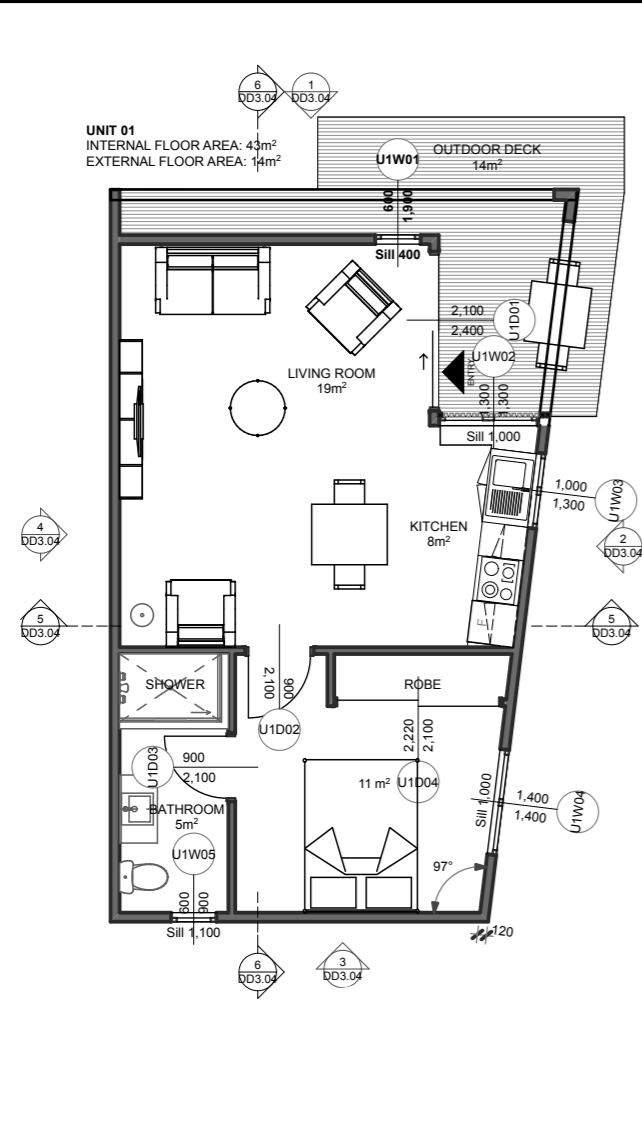 6
DD3.04
1
DD3.04
UNIT 01
INTERNAL FLOOR AREA: 43m²
EXTERNAL FLOOR AREA: 14m²
U1W01
OUTDOOR DECK
14m²
600
1,900
Sill 400
2,100
2,400
U1D01
U1W02
ENTRY
1,300
1,300
Sill 1,000
LIVING ROOM
19m²
1,000
1,300
U1W03
KITCHEN
8m²
4
DD3.04
2
DD3.04
5
DD3.04
5
DD3.04
F
SHOWER
900
2,100
ROBE
U1D02
2,220
2,100
U1D03
900
2,100
11 m²
U1D04
Sill 1,000
1,400
1,400
U1W04
BATHROOM
5m²
U1W05
97°
600
900
Sill 1,100
120
6
DD3.04
3
DD3.04